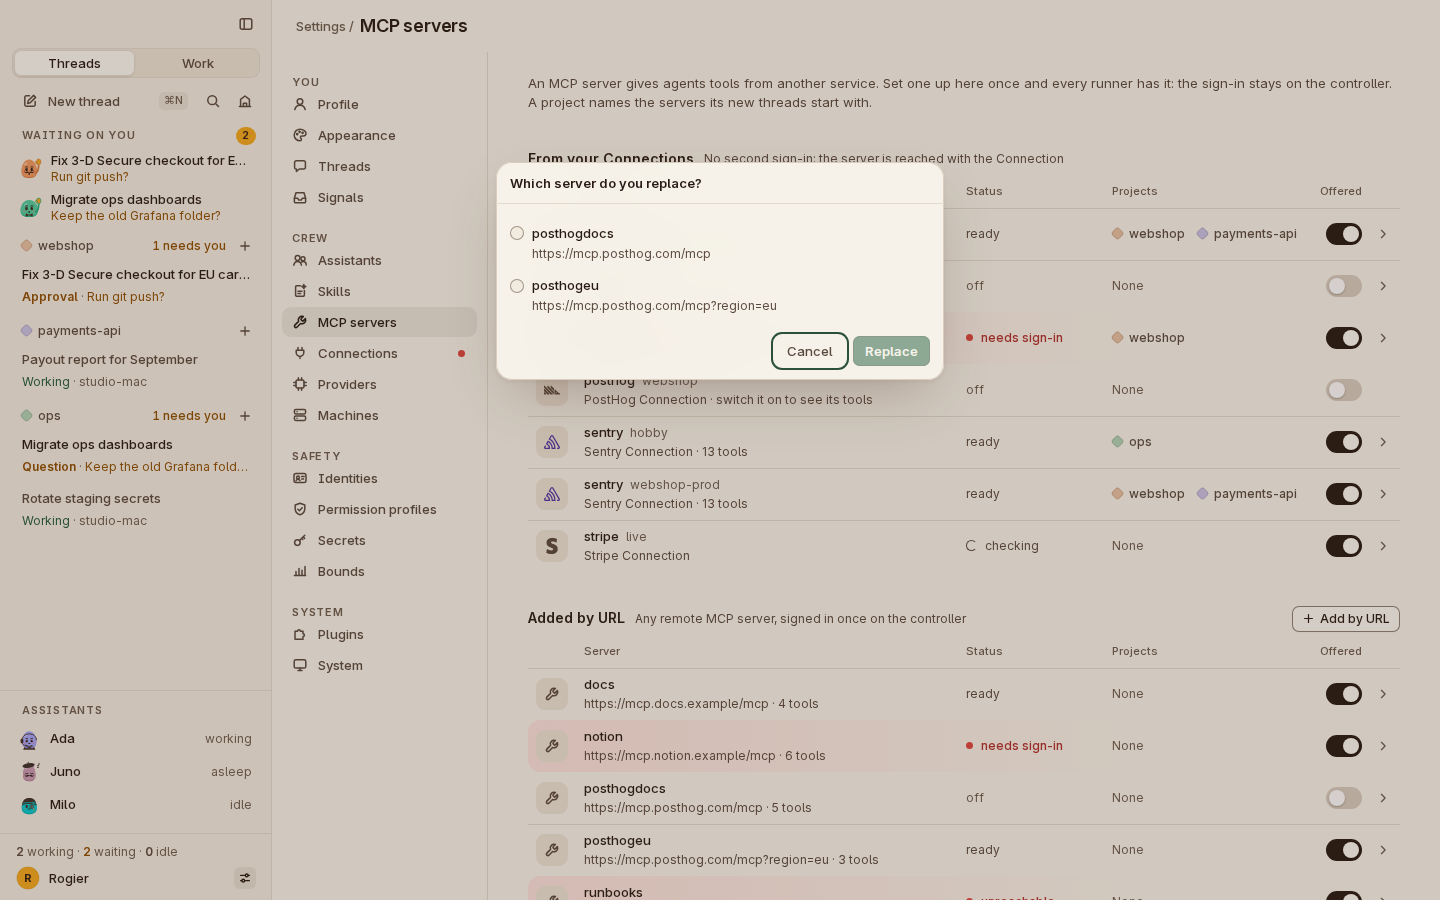 Threads
Work
New thread
⌘N
WAITING ON YOU
2
Fix 3-D Secure checkout for E…
Run git push?
Migrate ops dashboards
Keep the old Grafana folder?
webshop
1 needs you
Fix 3-D Secure checkout for EU car…
Approval · Run git push?
payments-api
Payout report for September
Working · studio-mac
ops
1 needs you
Migrate ops dashboards
Question · Keep the old Grafana fold…
Rotate staging secrets
Working · studio-mac
ASSISTANTS
Ada
working
Juno
asleep
Milo
idle
2 working · 2 waiting · 0 idle
R
Rogier
Settings / MCP servers
YOU
Profile
Appearance
Threads
Signals
CREW
Assistants
Skills
MCP servers
Connections
Providers
Machines
SAFETY
Identities
Permission profiles
Secrets
Bounds
SYSTEM
Plugins
System
An MCP server gives agents tools from another service. Set one up here once and every runner has it: the sign-in stays on the controller.
A project names the servers its new threads start with.
From your Connections No second sign-in: the server is reached with the Connection
Status
Projects
Offered
ready
webshop
payments-api
off
None
needs sign-in
webshop
Which server do you replace?
posthogdocs
https://mcp.posthog.com/mcp
posthogeu
https://mcp.posthog.com/mcp?region=eu
Cancel
Replace
posthog webshop
PostHog Connection · switch it on to see its tools
off
None
sentry hobby
Sentry Connection · 13 tools
ready
ops
sentry webshop-prod
Sentry Connection · 13 tools
ready
webshop
payments-api
S
stripe live
Stripe Connection
checking
None
Added by URL Any remote MCP server, signed in once on the controller
Add by URL
Server
Status
Projects
Offered
docs
https://mcp.docs.example/mcp · 4 tools
ready
None
notion
https://mcp.notion.example/mcp · 6 tools
needs sign-in
None
posthogdocs
https://mcp.posthog.com/mcp · 5 tools
off
None
posthogeu
https://mcp.posthog.com/mcp?region=eu · 3 tools
ready
None
runbooks
unreachable